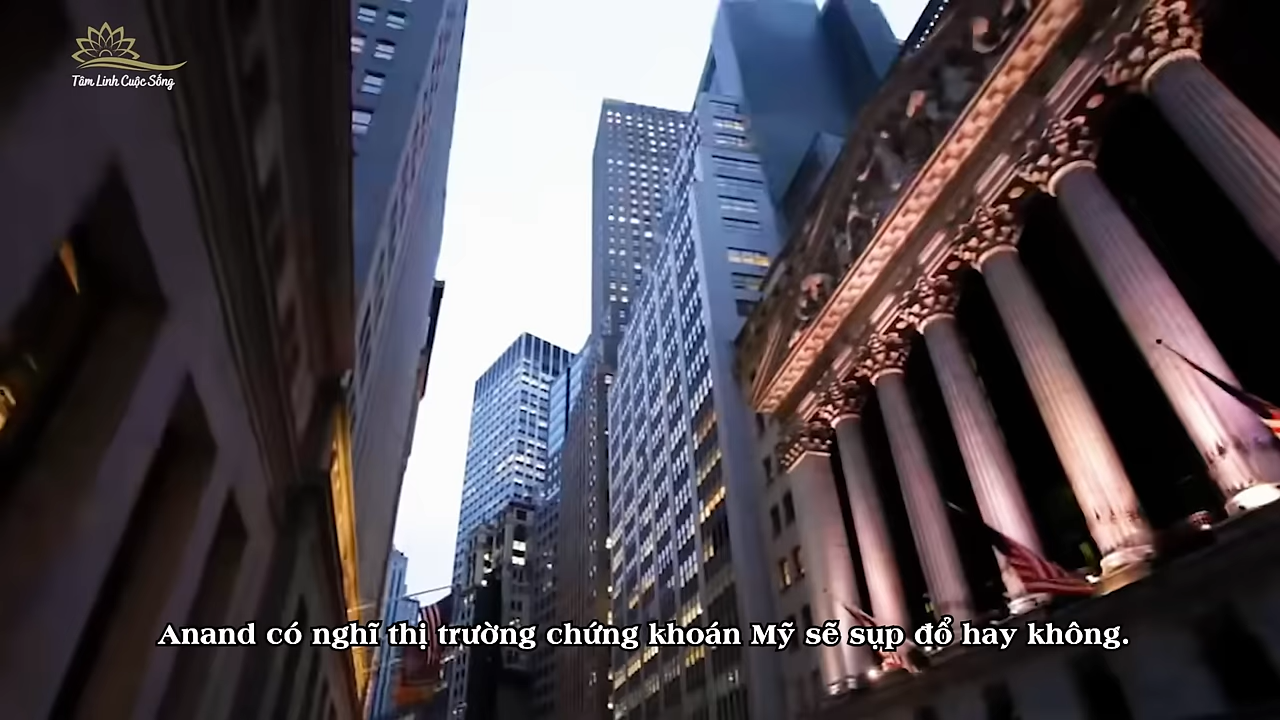 Tâm Linh Cuộc Sống
Anand có nghĩ thị trường chứng khoán Mỹ sẽ sụp đổ hay không.